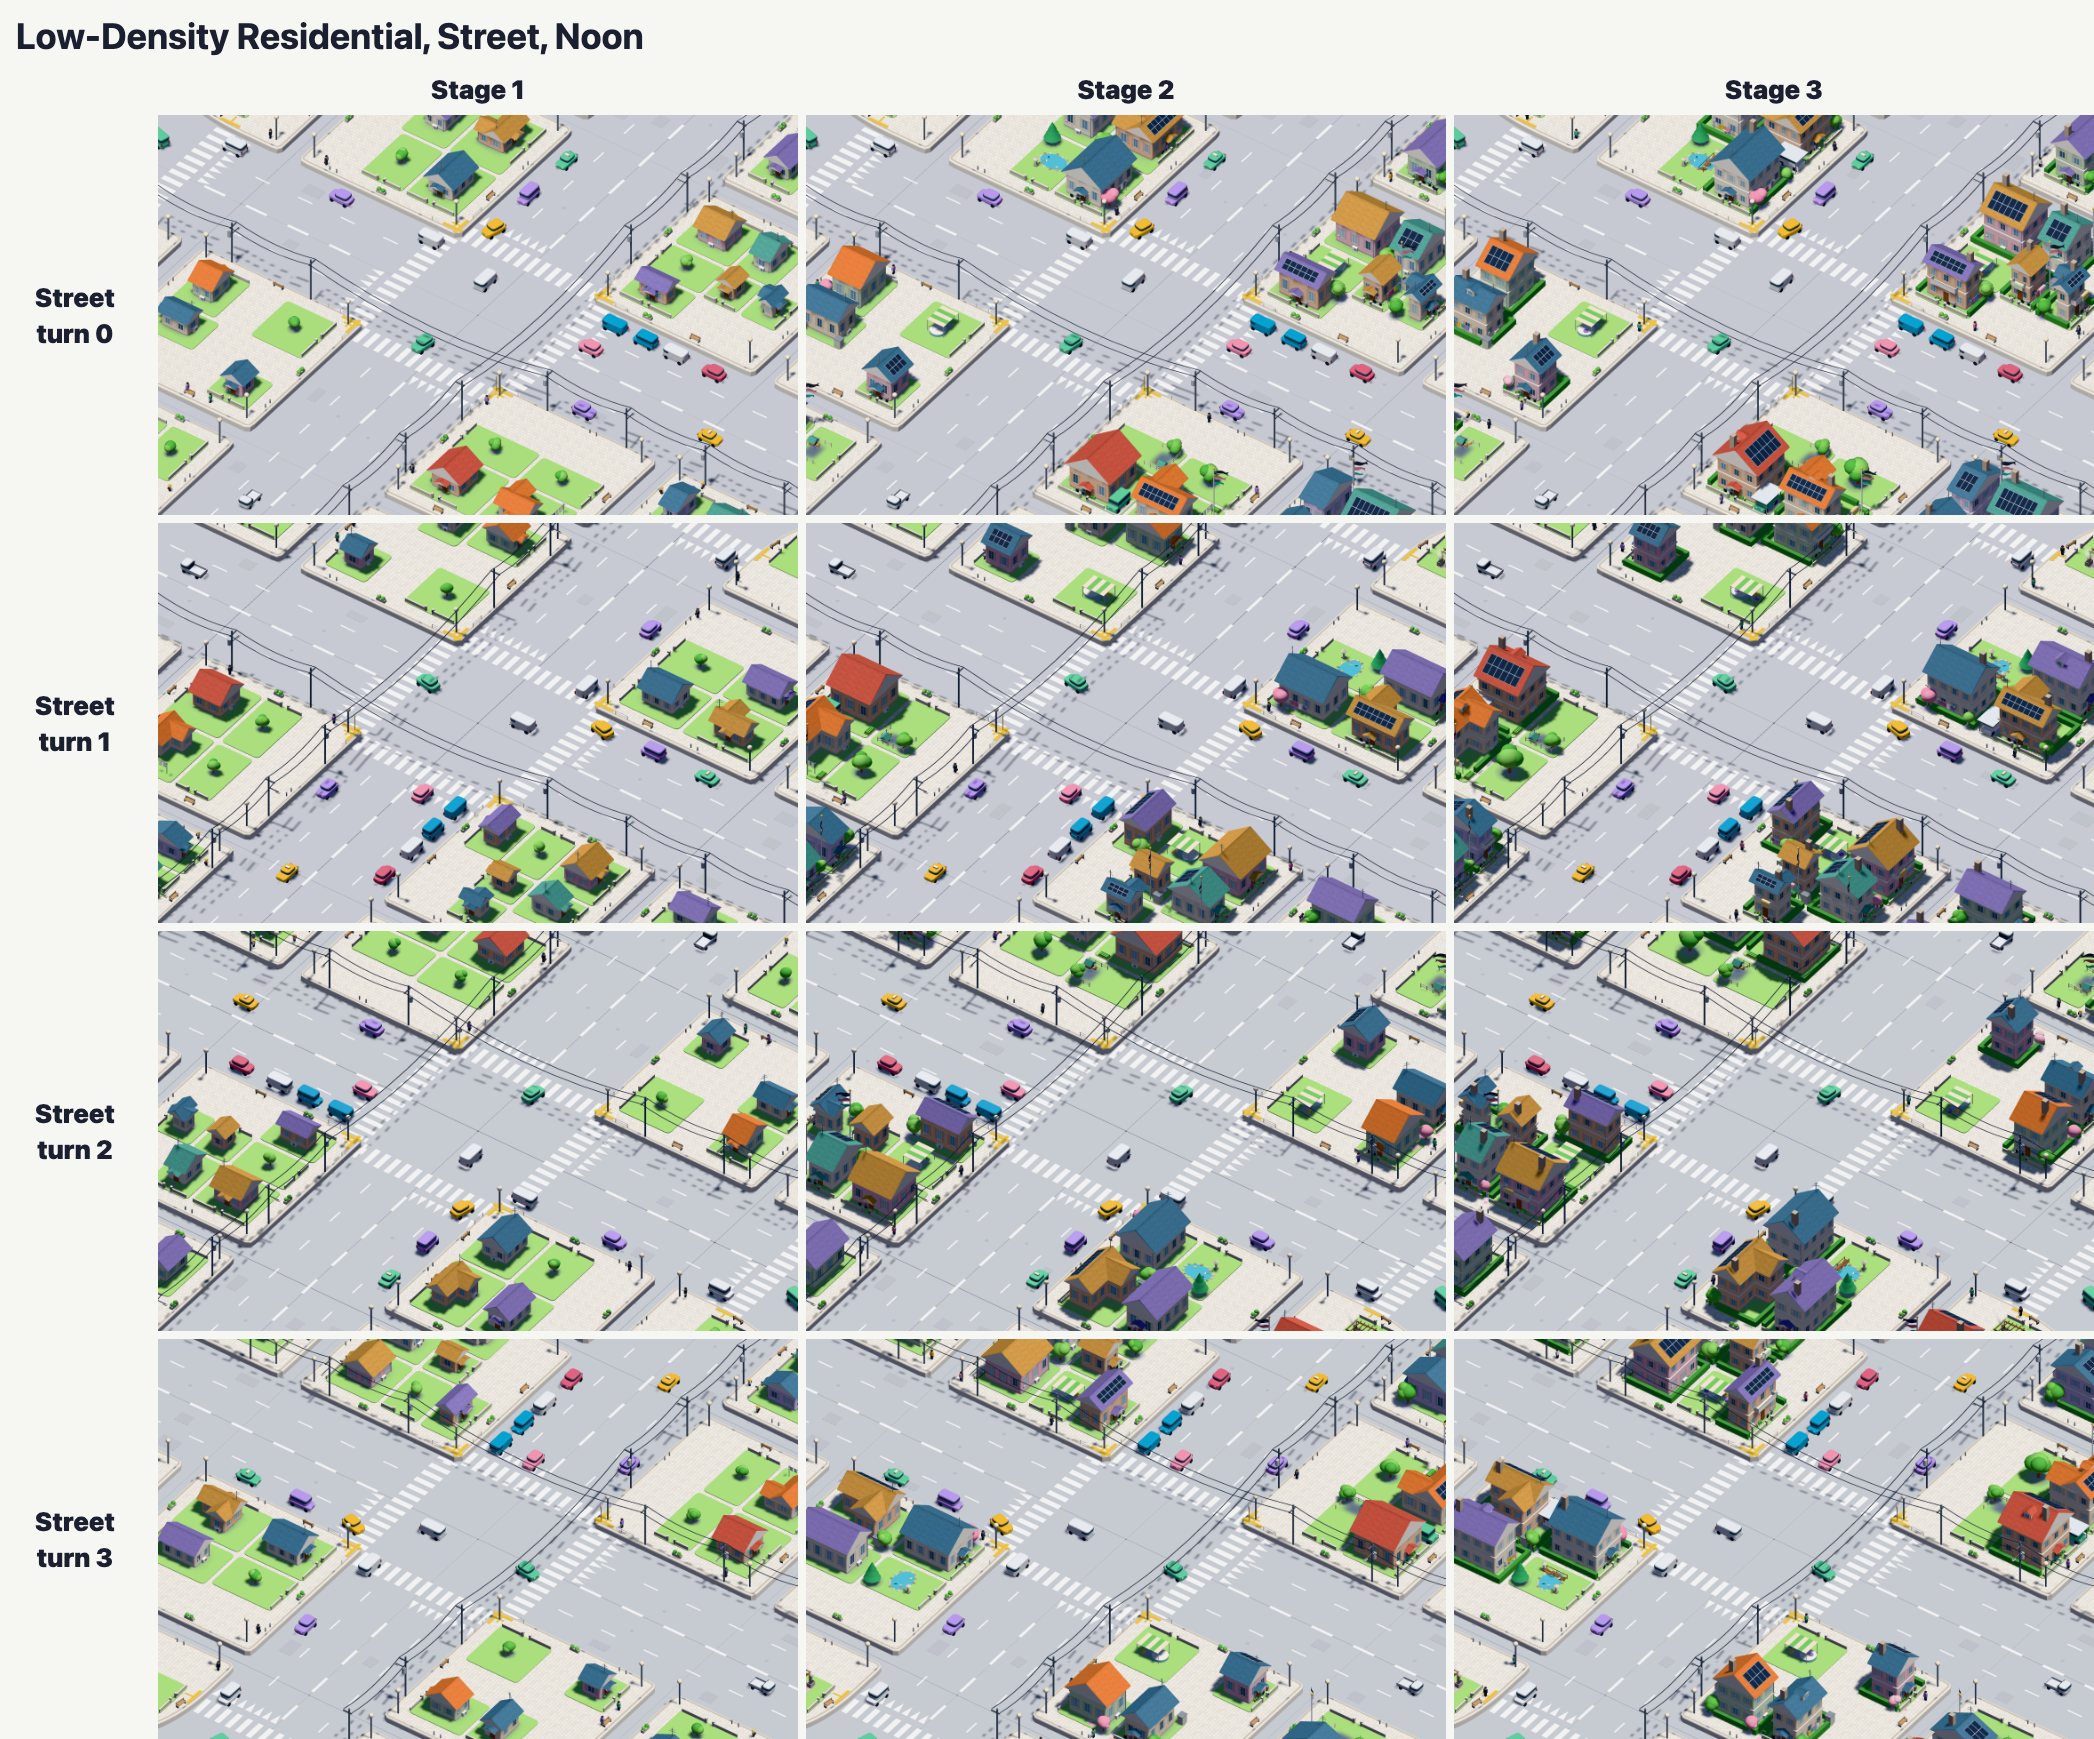 Low-Density Residential, Street, Noon
Stage 1
Stage 2
Stage 3
Street
turn 0
Street
turn 1
Street
turn 2
Street
turn 3